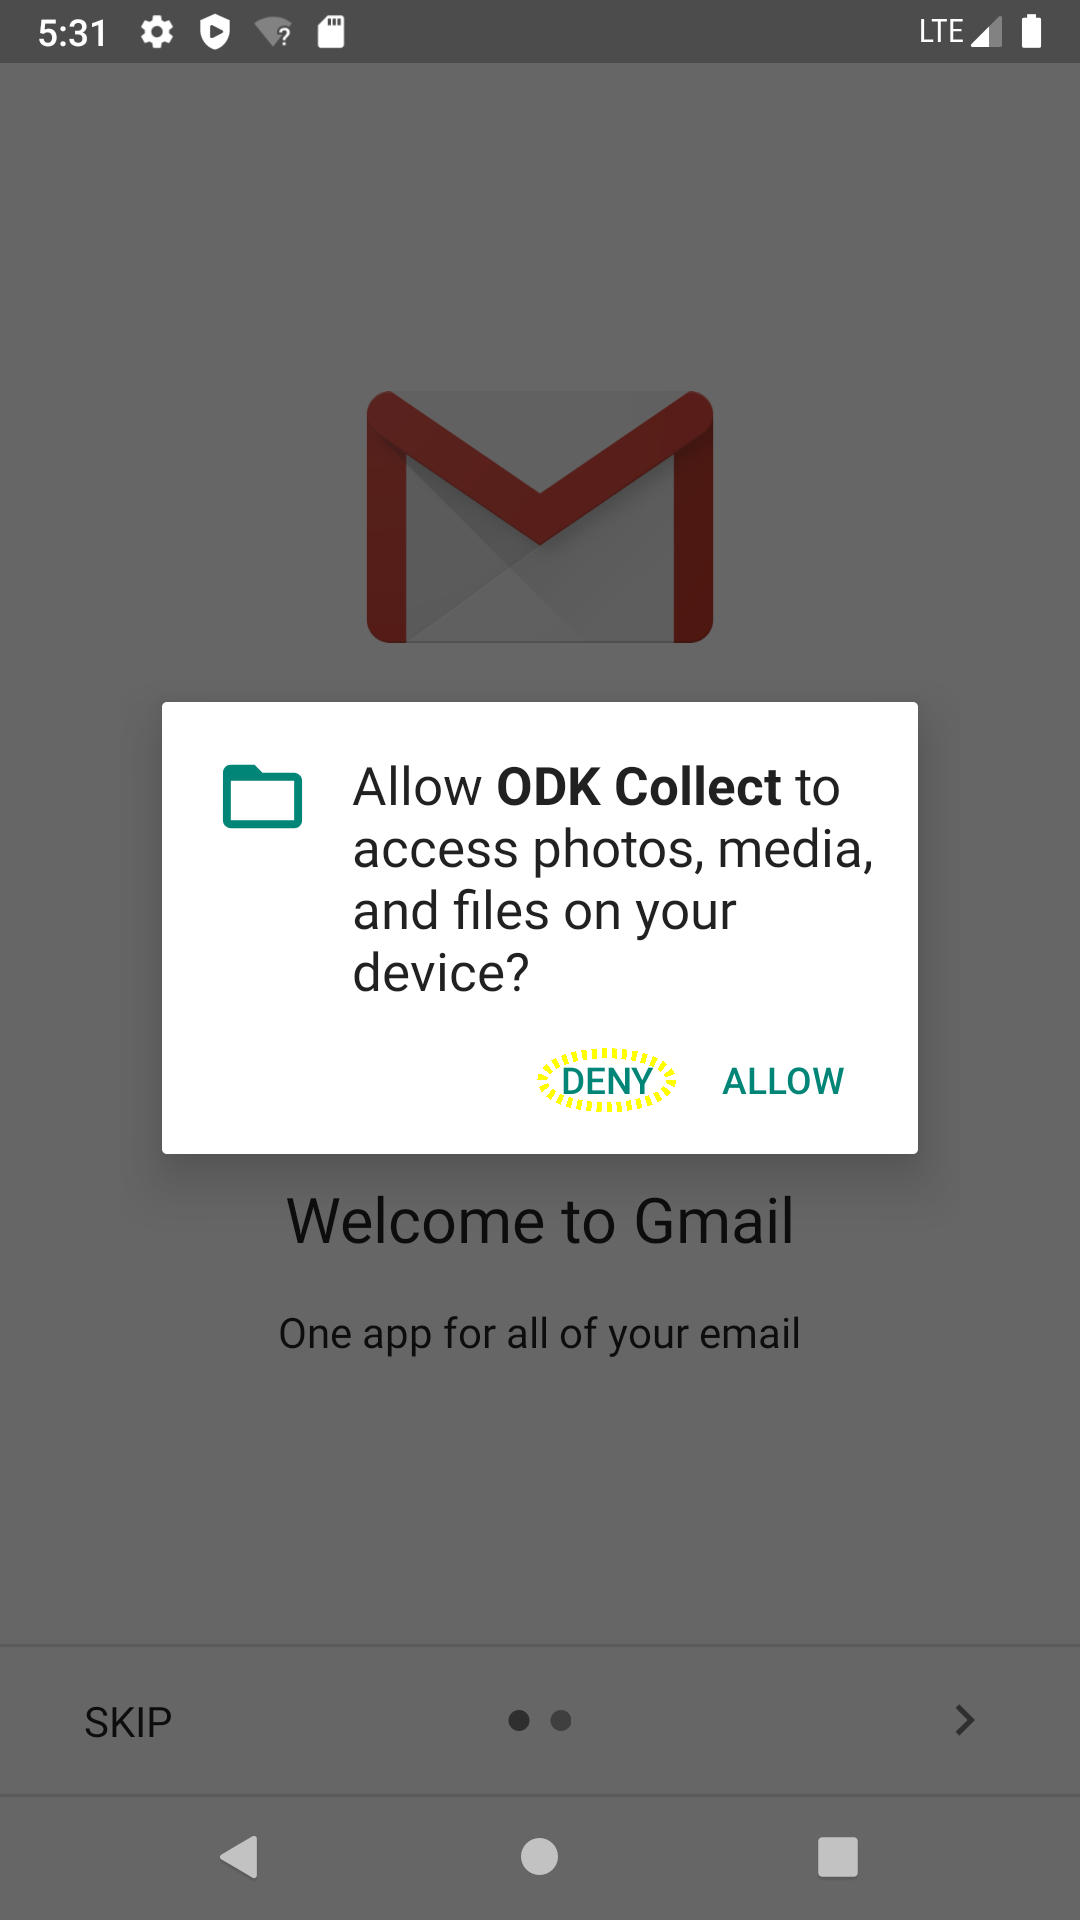 5:31
LTE
Allow ODK Collect to
access photos, media,
and files on your
device?
DENY ALLOW
Welcome to Gmail
One app for all of your email
SKIP